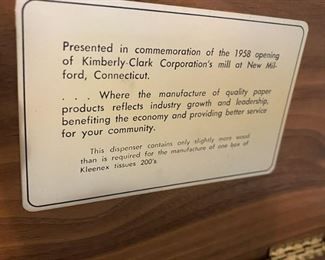 Presented in commemoration of the 1958 opening
of Kimberly-Clark Corporation's mill at New Mil-
ford, Connecticut.
. . . Where the manufacture of quality paper
products reflects industry growth and leadership,
benefiting the economy and providing better service
for your community.
This dispenser contains only slightly more wood
than is required for the manufacture of one box of
Kleenex tissues 200's.